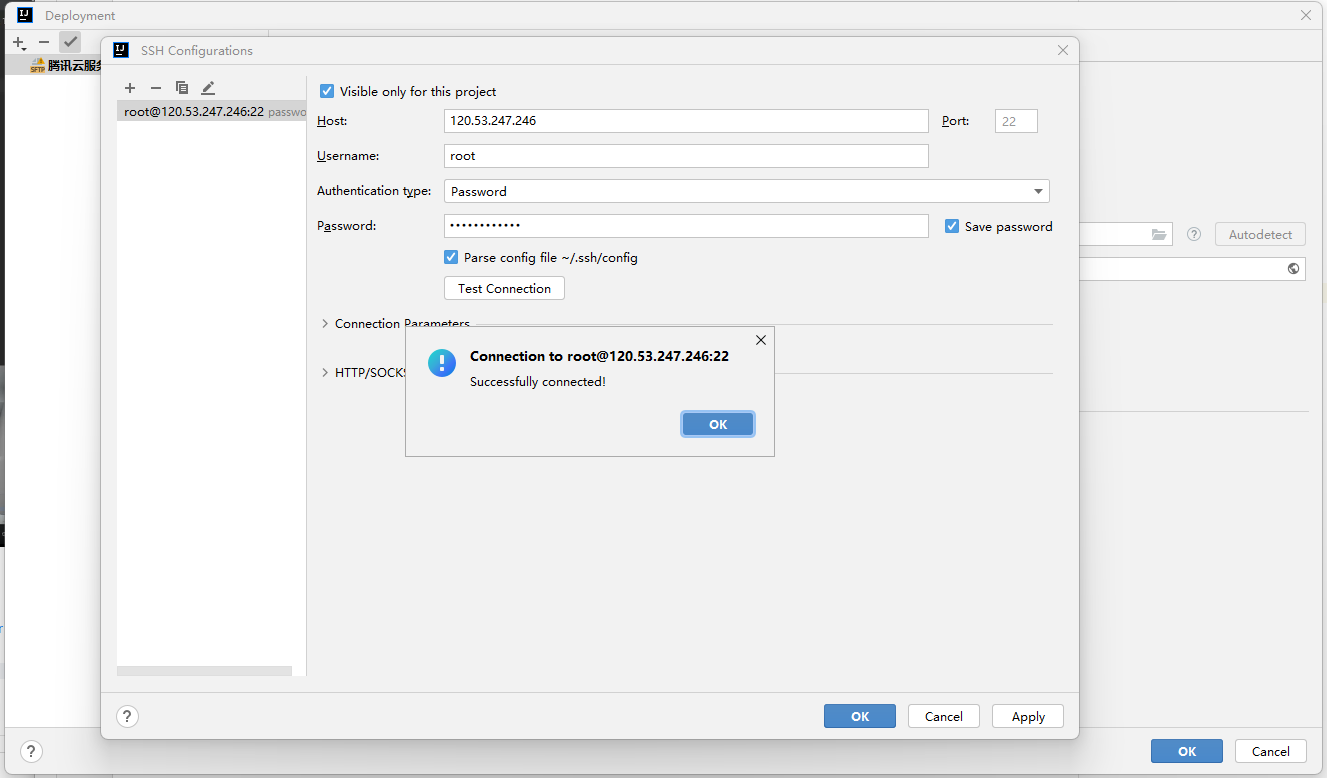 Deployment
SSH Configurations
腾讯云服务
root@120.53.247.246:22
Visible only for this project
Host: 120.53.247.246 Port: 22
Username: root
Authentication type: Password
Password: •••••••••••• Save password
Autodetect
Parse config file ~/.ssh/config
Test Connection
Connection Parameters
HTTP/SOCKS
Connection to root@120.53.247.246:22
Successfully connected!
OK
OK Cancel Apply
OK Cancel